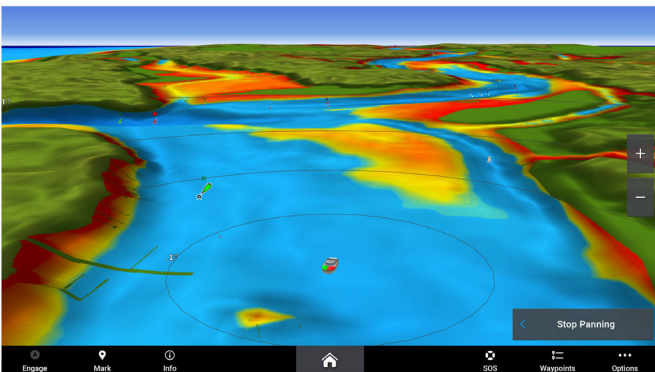 +
−
Stop Panning
Engage
Mark
Info
SOS
Waypoints
Options